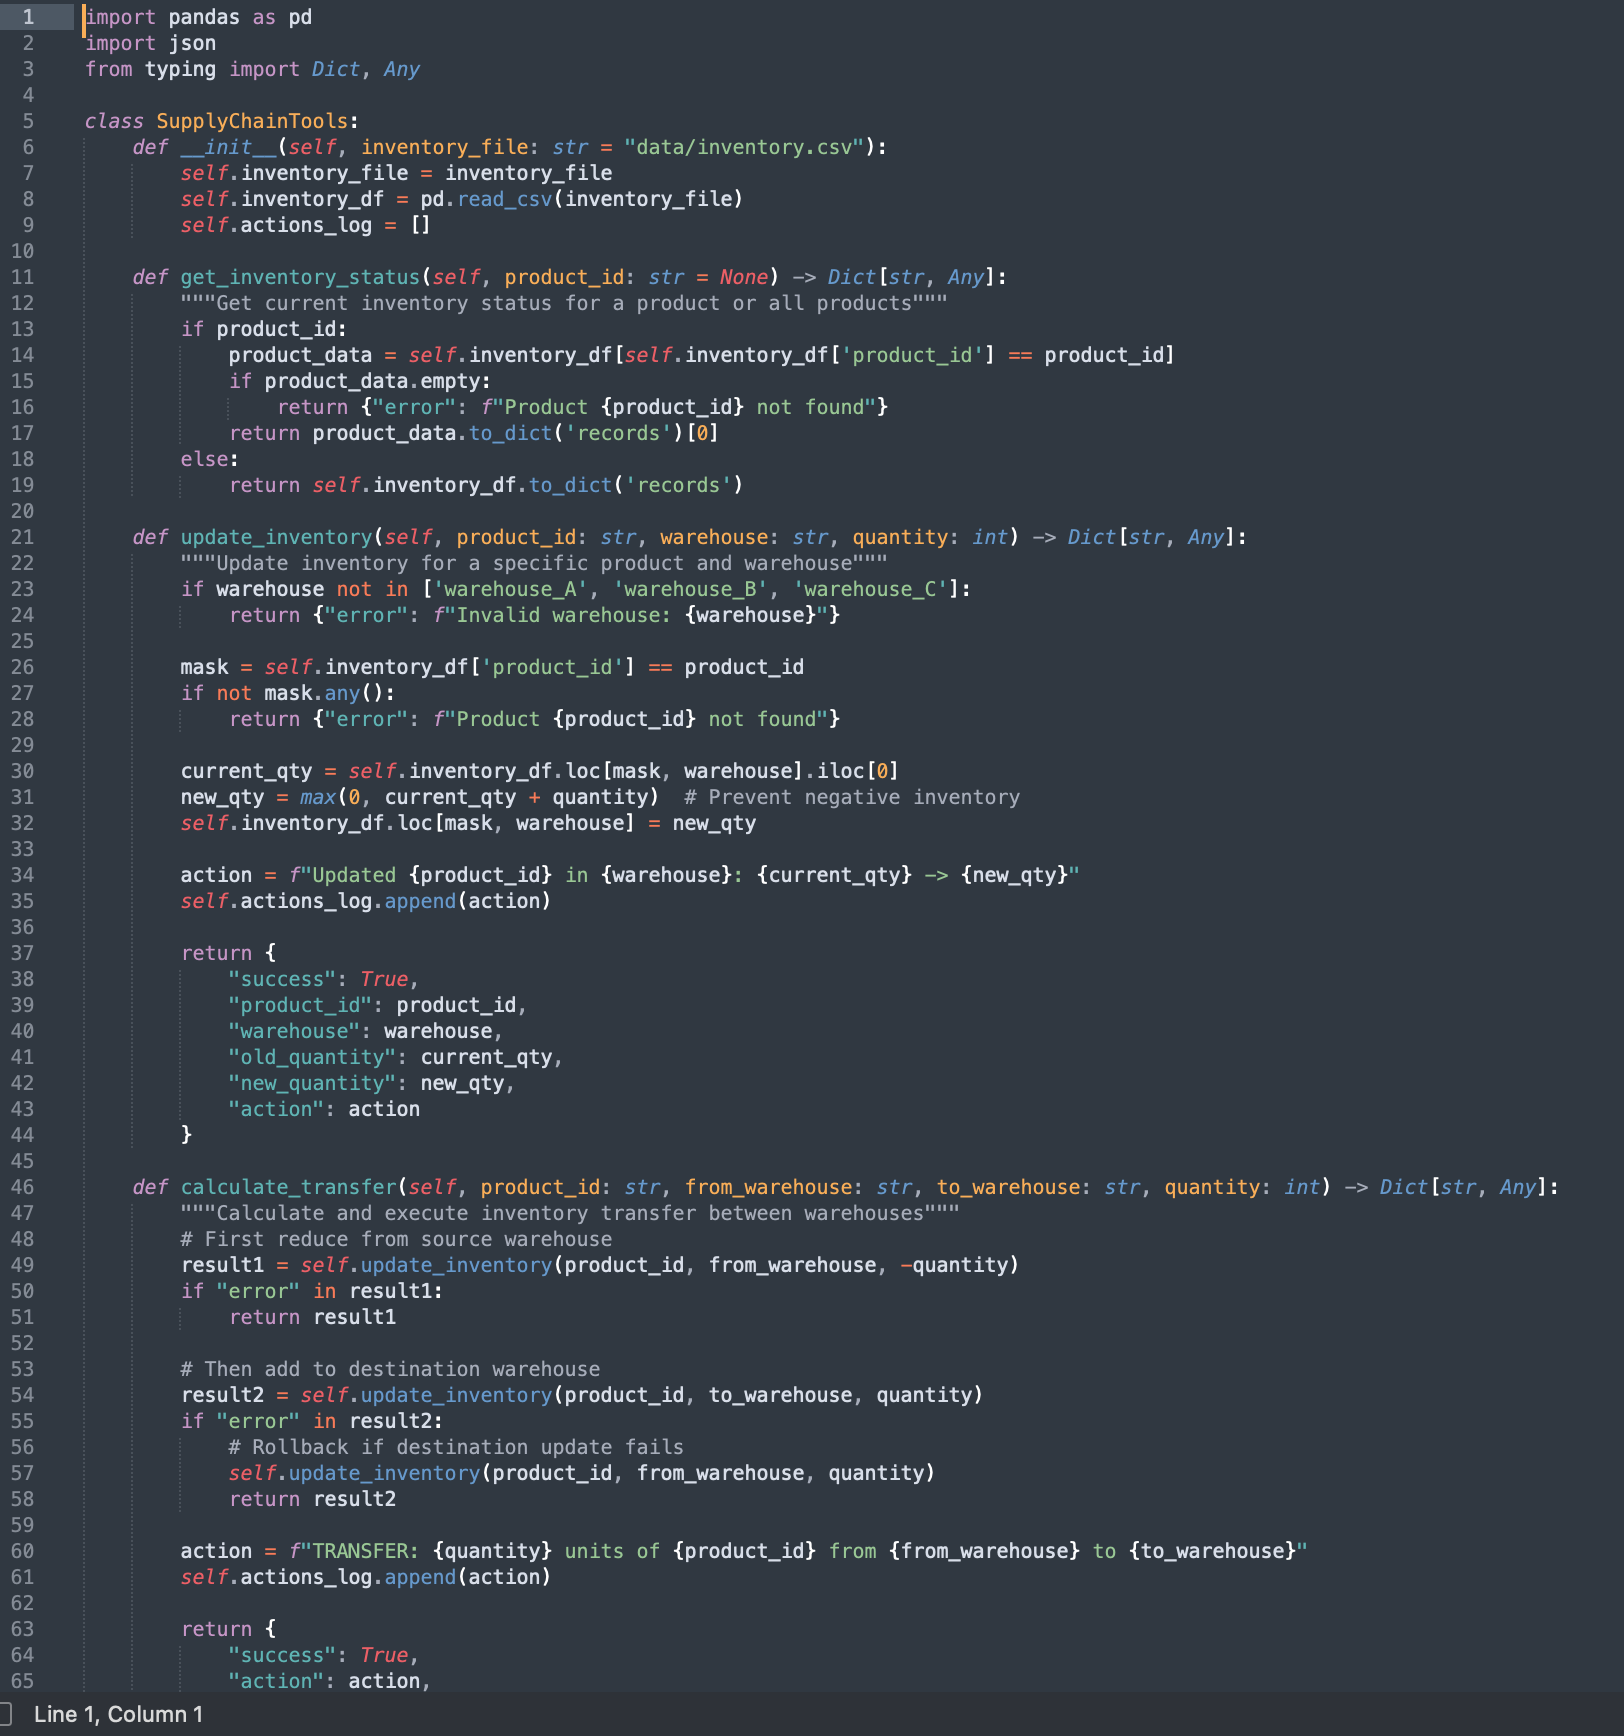 1 import pandas as pd
2 import json
3 from typing import Dict, Any
4
5 class SupplyChainTools:
6     def __init__(self, inventory_file: str = "data/inventory.csv"):
7         self.inventory_file = inventory_file
8         self.inventory_df = pd.read_csv(inventory_file)
9         self.actions_log = []
10
11     def get_inventory_status(self, product_id: str = None) -> Dict[str, Any]:
12         """Get current inventory status for a product or all products"""
13         if product_id:
14             product_data = self.inventory_df[self.inventory_df['product_id'] == product_id]
15             if product_data.empty:
16                 return {"error": f"Product {product_id} not found"}
17             return product_data.to_dict('records')[0]
18         else:
19             return self.inventory_df.to_dict('records')
20
21     def update_inventory(self, product_id: str, warehouse: str, quantity: int) -> Dict[str, Any]:
22         """Update inventory for a specific product and warehouse"""
23         if warehouse not in ['warehouse_A', 'warehouse_B', 'warehouse_C']:
24             return {"error": f"Invalid warehouse: {warehouse}"}
25
26         mask = self.inventory_df['product_id'] == product_id
27         if not mask.any():
28             return {"error": f"Product {product_id} not found"}
29
30         current_qty = self.inventory_df.loc[mask, warehouse].iloc[0]
31         new_qty = max(0, current_qty + quantity)  # Prevent negative inventory
32         self.inventory_df.loc[mask, warehouse] = new_qty
33
34         action = f"Updated {product_id} in {warehouse}: {current_qty} -> {new_qty}"
35         self.actions_log.append(action)
36
37         return {
38             "success": True,
39             "product_id": product_id,
40             "warehouse": warehouse,
41             "old_quantity": current_qty,
42             "new_quantity": new_qty,
43             "action": action
44         }
45
46     def calculate_transfer(self, product_id: str, from_warehouse: str, to_warehouse: str, quantity: int) -> Dict[str, Any]:
47         """Calculate and execute inventory transfer between warehouses"""
48         # First reduce from source warehouse
49         result1 = self.update_inventory(product_id, from_warehouse, -quantity)
50         if "error" in result1:
51             return result1
52
53         # Then add to destination warehouse
54         result2 = self.update_inventory(product_id, to_warehouse, quantity)
55         if "error" in result2:
56             # Rollback if destination update fails
57             self.update_inventory(product_id, from_warehouse, quantity)
58             return result2
59
60         action = f"TRANSFER: {quantity} units of {product_id} from {from_warehouse} to {to_warehouse}"
61         self.actions_log.append(action)
62
63         return {
64             "success": True,
65             "action": action,
Line 1, Column 1